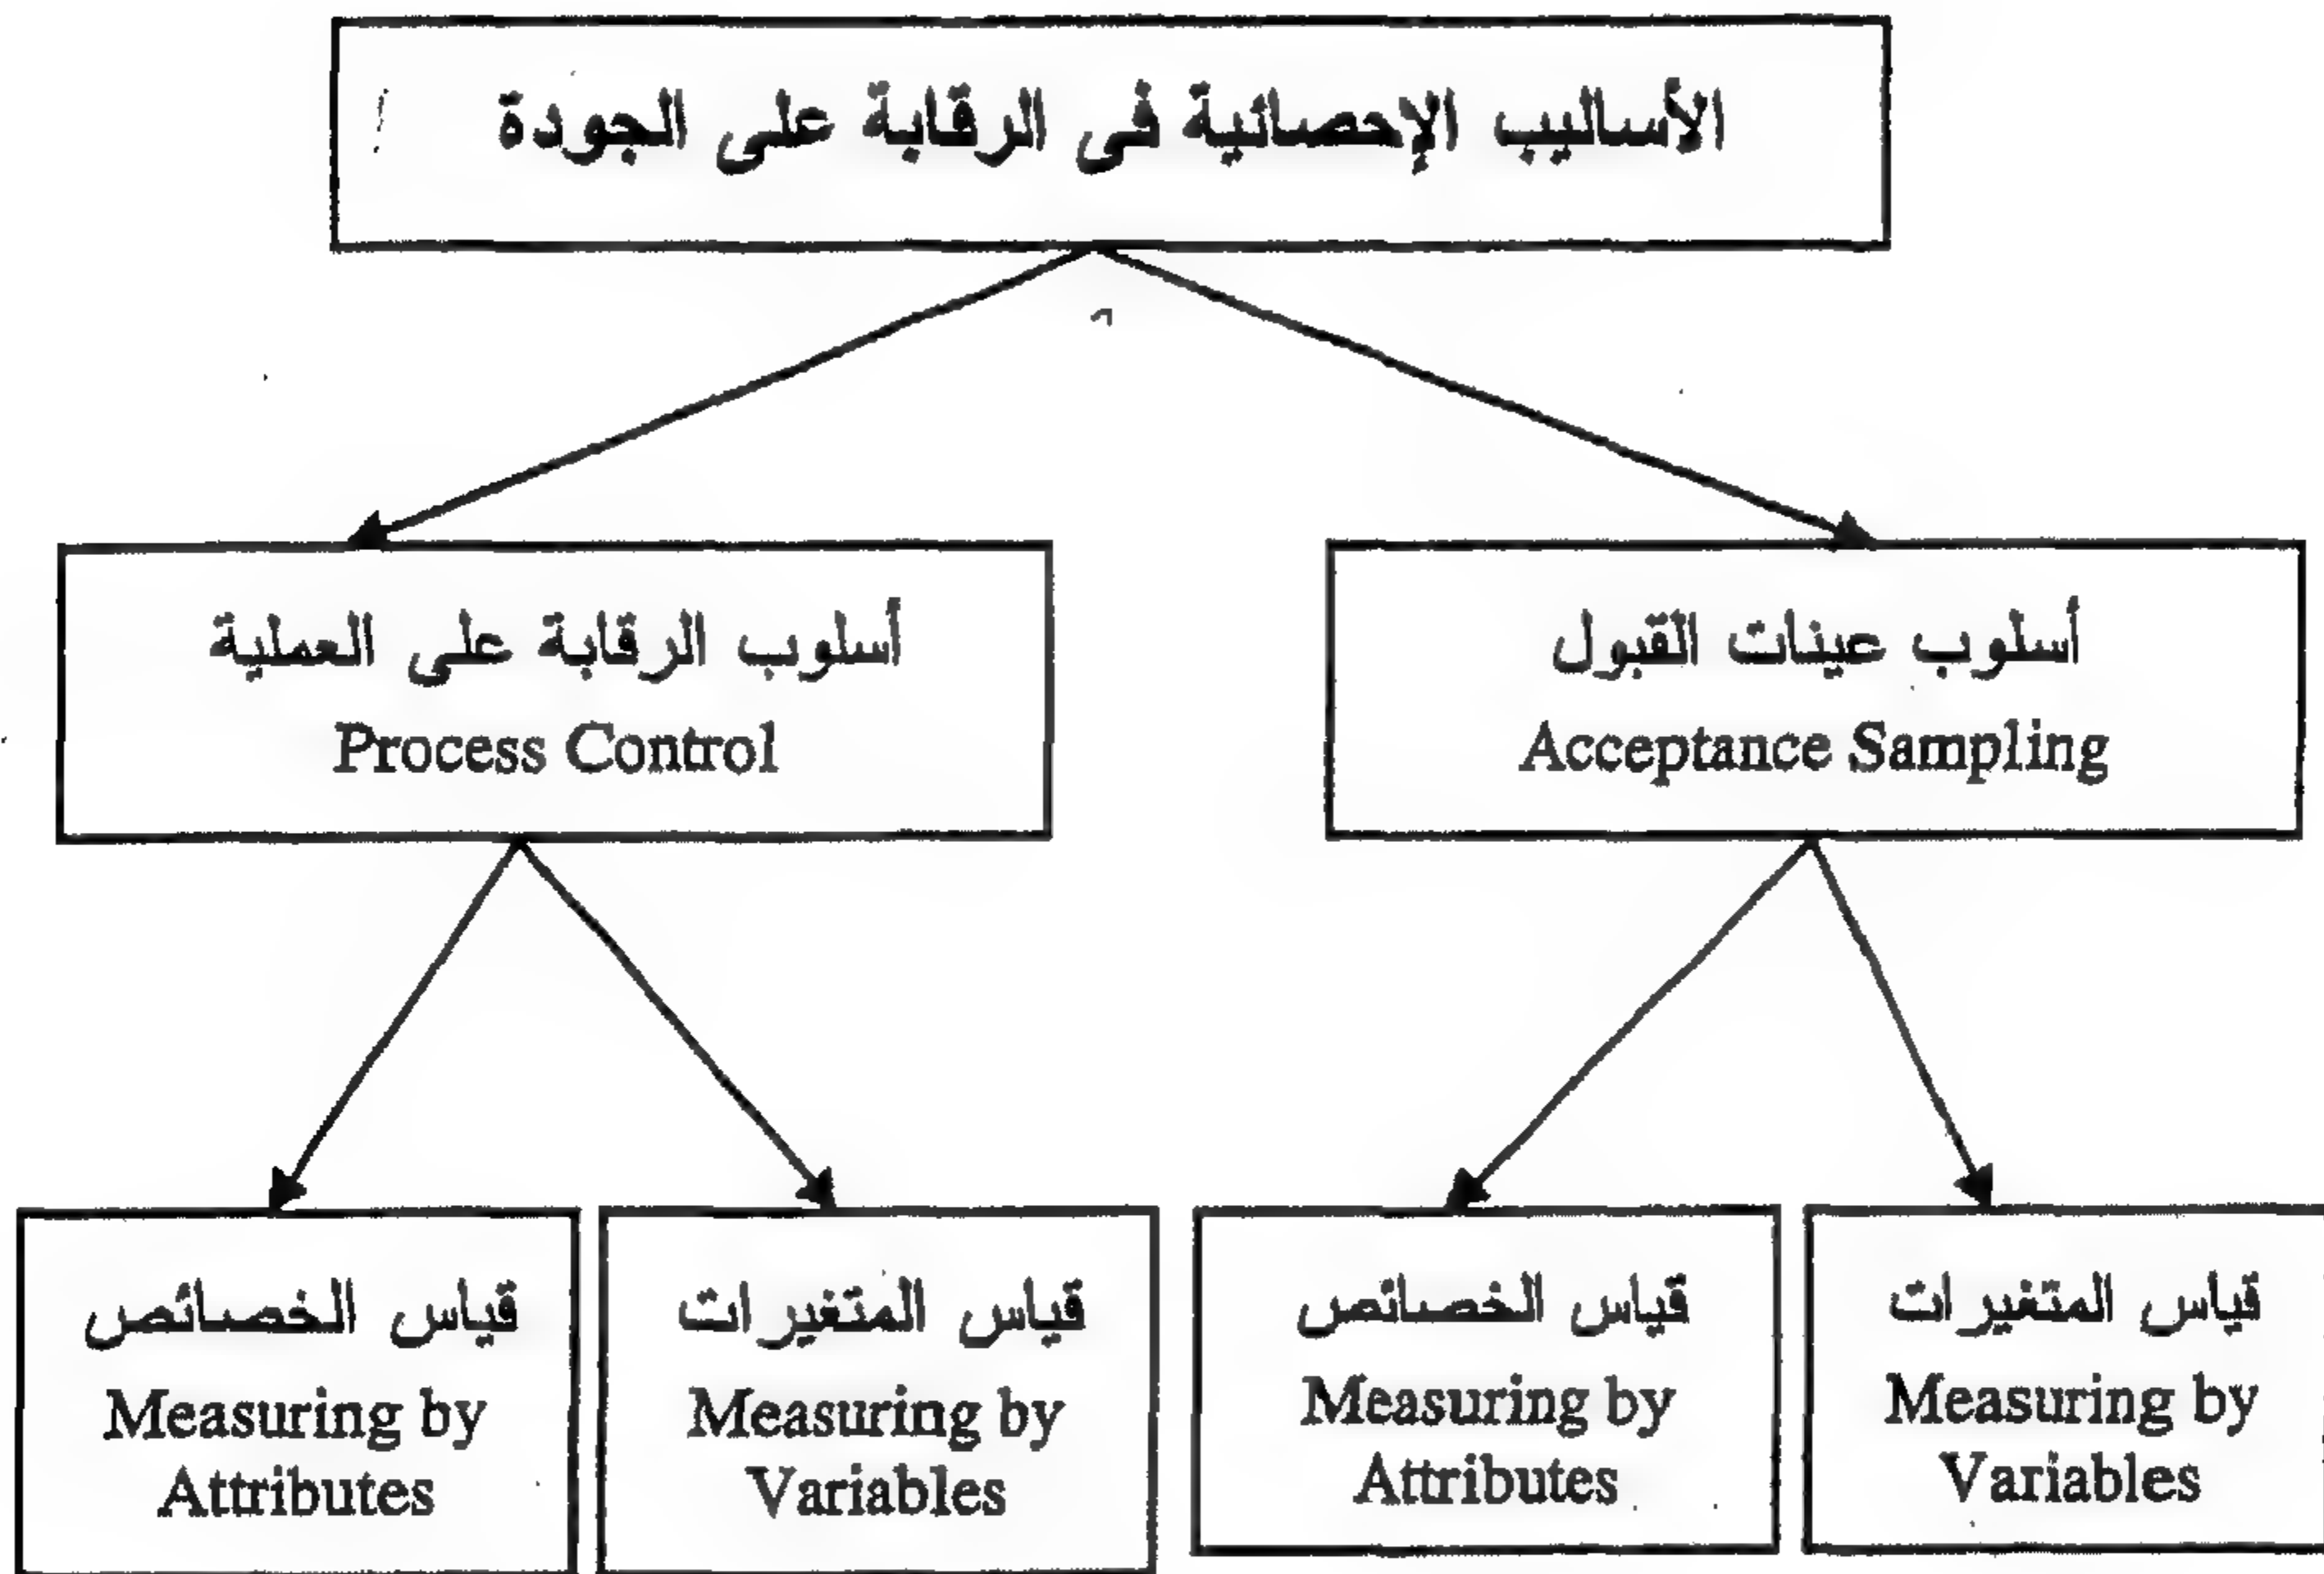 الأساليب الإحصائية فى الرقابة على الجودة
أسلوب عينات القبول
Acceptance Sampling
أسلوب الرقابة على العملية
Process Control
قياس المتغيرات
Measuring by
Variables
قياس الخصائص
Measuring by
Attributes
قياس المتغيرات
Measuring by
Variables
قياس الخصائص
Measuring by
Attributes